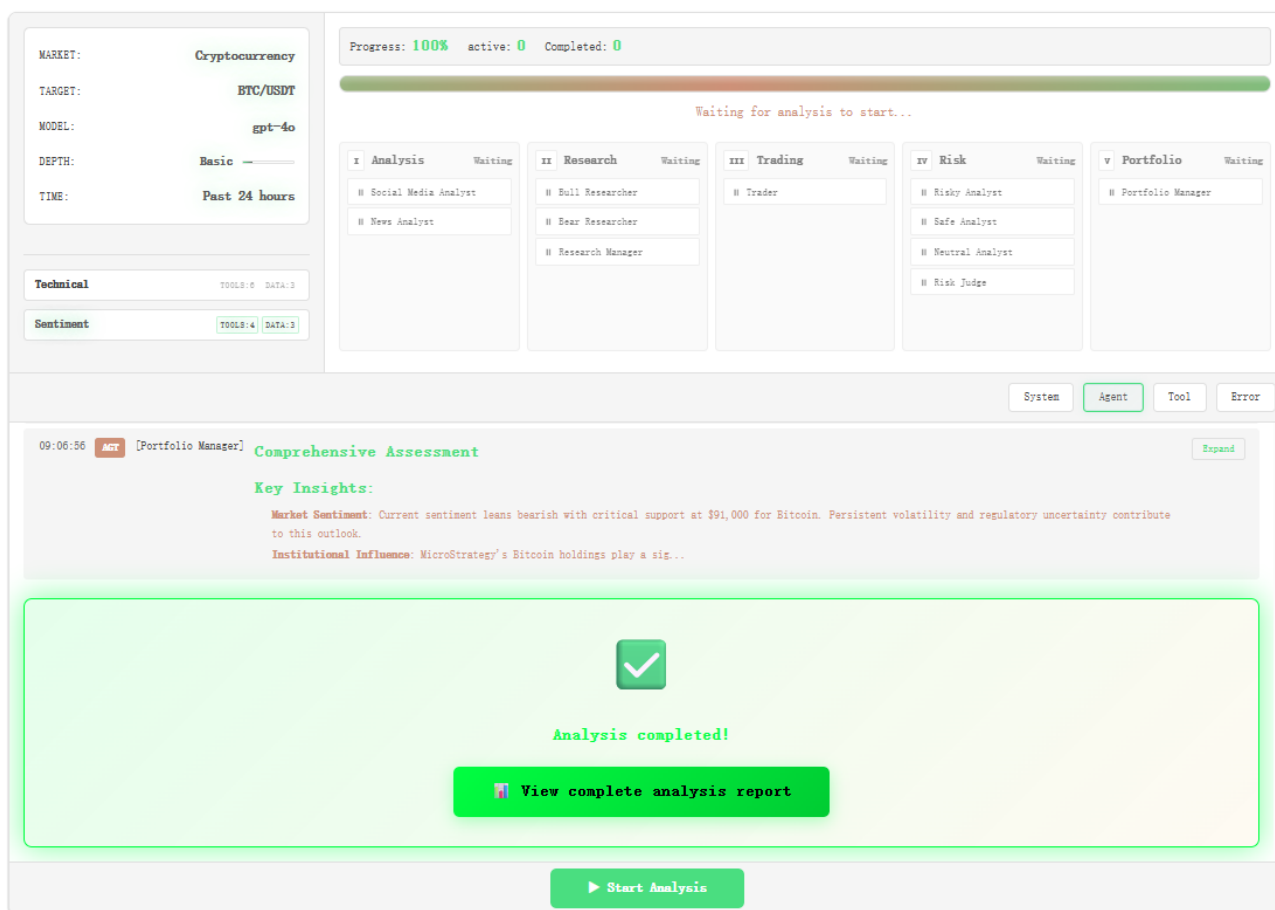 MARKET: Cryptocurrency
TARGET: BTC/USDT
MODEL: gpt-4o
DEPTH: Basic
TIME: Past 24 hours
Technical TOOLS:6 DATA:3
Sentiment TOOLS:4 DATA:3
Progress: 100% active: 0 Completed: 0
Waiting for analysis to start...
I Analysis Waiting
Social Media Analyst
News Analyst
II Research Waiting
Bull Researcher
Bear Researcher
Research Manager
III Trading Waiting
Trader
IV Risk Waiting
Risky Analyst
Safe Analyst
Neutral Analyst
Risk Judge
V Portfolio Waiting
Portfolio Manager
System Agent Tool Error
09:06:56 AGT [Portfolio Manager] Comprehensive Assessment Expand
Key Insights:
Market Sentiment: Current sentiment leans bearish with critical support at $91,000 for Bitcoin. Persistent volatility and regulatory uncertainty contribute
to this outlook.
Institutional Influence: MicroStrategy's Bitcoin holdings play a sig...
Analysis completed!
View complete analysis report
Start Analysis